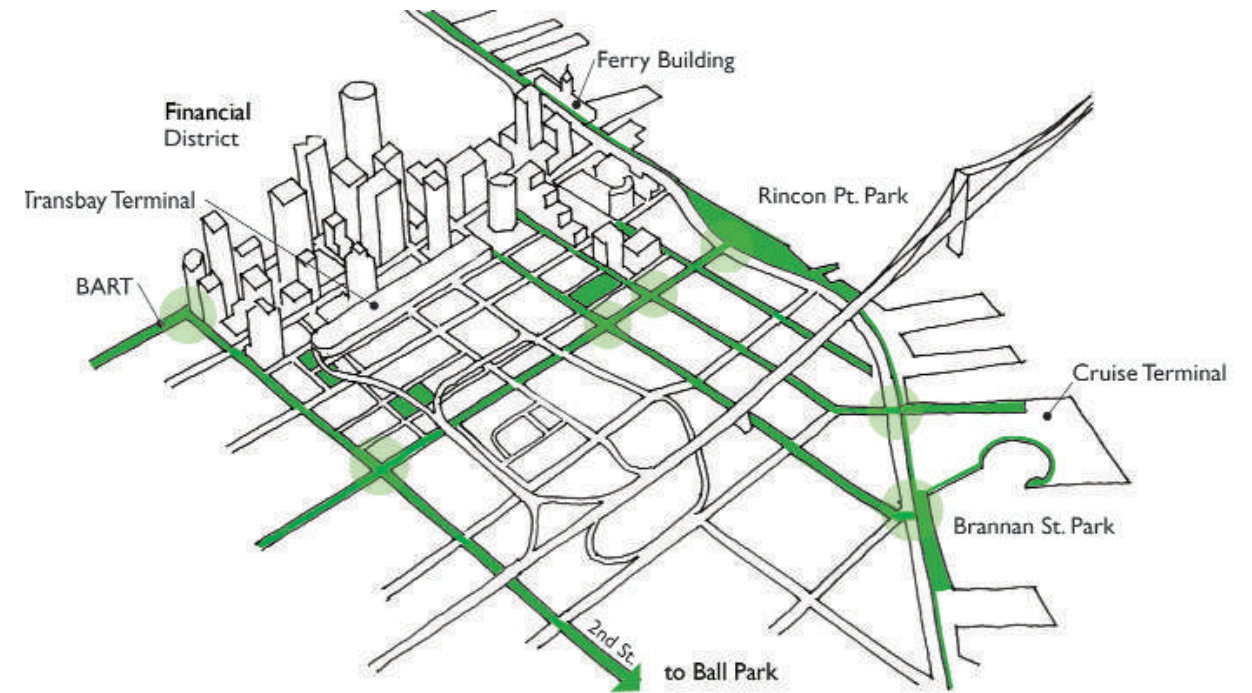 Ferry Building
Financial
District
Rincon Pt. Park
Transbay Terminal
BART
Cruise Terminal
Brannan St. Park
2nd St.
to Ball Park